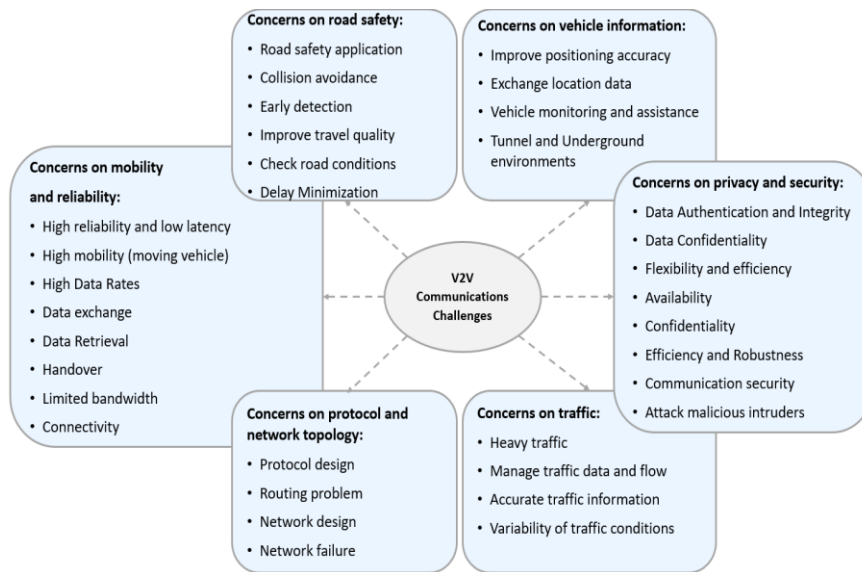 Concerns on road safety:
• Road safety application
• Collision avoidance
• Early detection
• Improve travel quality
• Check road conditions
• Delay Minimization
Concerns on vehicle information:
• Improve positioning accuracy
• Exchange location data
• Vehicle monitoring and assistance
• Tunnel and Underground
environments
Concerns on mobility
and reliability:
• High reliability and low latency
• High mobility (moving vehicle)
• High Data Rates
• Data exchange
• Data Retrieval
• Handover
• Limited bandwidth
• Connectivity
V2V
Communications
Challenges
Concerns on privacy and security:
• Data Authentication and Integrity
• Data Confidentiality
• Flexibility and efficiency
• Availability
• Confidentiality
• Efficiency and Robustness
• Communication security
• Attack malicious intruders
Concerns on protocol and
network topology:
• Protocol design
• Routing problem
• Network design
• Network failure
Concerns on traffic:
• Heavy traffic
• Manage traffic data and flow
• Accurate traffic information
• Variability of traffic conditions